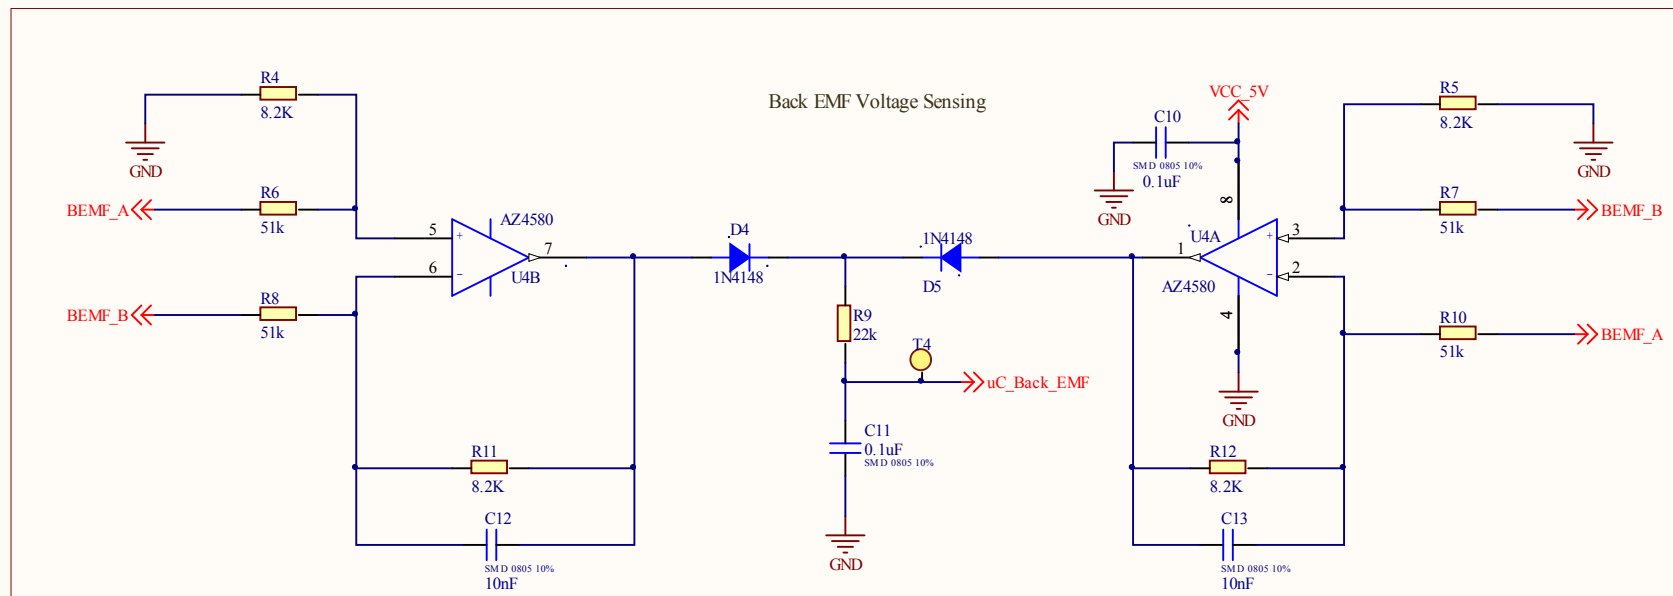 Back EMF Voltage Sensing
R4
8.2K
GND
R6
BEMF_A
51k
5
+
AZ4580
7
6
−
U4B
R8
BEMF_B
51k
D4
1N4148
1N4148
D5
R9
22k
T4
uC_Back_EMF
C11
0.1uF
SMD 0805 10%
GND
R11
8.2K
C12
SMD 0805 10%
10nF
VCC_5V
C10
SMD 0805 10%
0.1uF
GND
8
U4A
1
+
3
−
2
AZ4580
4
GND
R5
8.2K
GND
R7
BEMF_B
51k
R10
BEMF_A
51k
R12
8.2K
C13
SMD 0805 10%
10nF